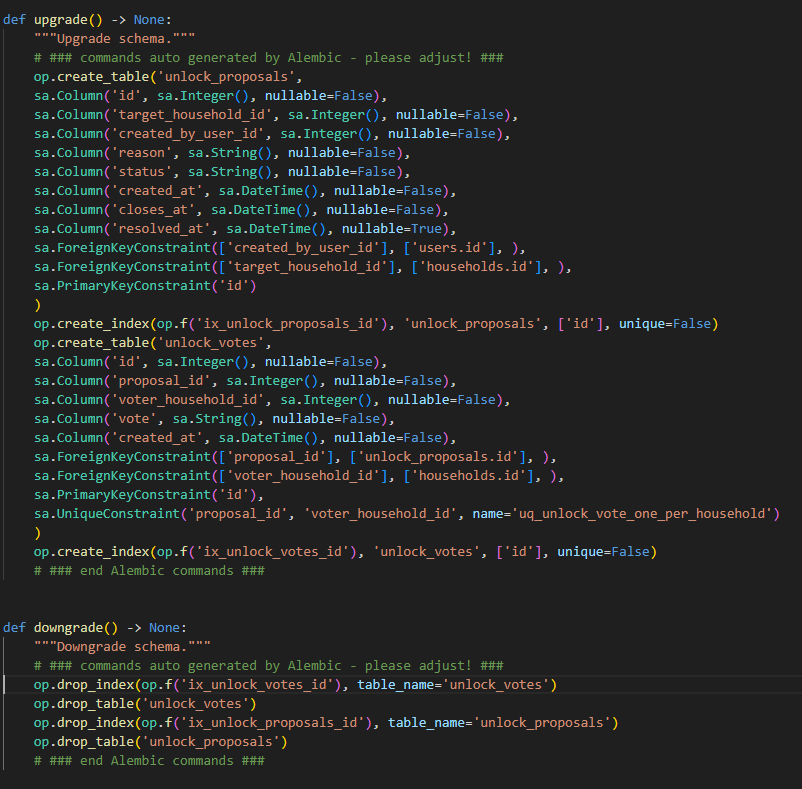 def upgrade() -> None:
    """Upgrade schema."""
    # ### commands auto generated by Alembic - please adjust! ###
    op.create_table('unlock_proposals',
    sa.Column('id', sa.Integer(), nullable=False),
    sa.Column('target_household_id', sa.Integer(), nullable=False),
    sa.Column('created_by_user_id', sa.Integer(), nullable=False),
    sa.Column('reason', sa.String(), nullable=False),
    sa.Column('status', sa.String(), nullable=False),
    sa.Column('created_at', sa.DateTime(), nullable=False),
    sa.Column('closes_at', sa.DateTime(), nullable=False),
    sa.Column('resolved_at', sa.DateTime(), nullable=True),
    sa.ForeignKeyConstraint(['created_by_user_id'], ['users.id'], ),
    sa.ForeignKeyConstraint(['target_household_id'], ['households.id'], ),
    sa.PrimaryKeyConstraint('id')
    )
    op.create_index(op.f('ix_unlock_proposals_id'), 'unlock_proposals', ['id'], unique=False)
    op.create_table('unlock_votes',
    sa.Column('id', sa.Integer(), nullable=False),
    sa.Column('proposal_id', sa.Integer(), nullable=False),
    sa.Column('voter_household_id', sa.Integer(), nullable=False),
    sa.Column('vote', sa.String(), nullable=False),
    sa.Column('created_at', sa.DateTime(), nullable=False),
    sa.ForeignKeyConstraint(['proposal_id'], ['unlock_proposals.id'], ),
    sa.ForeignKeyConstraint(['voter_household_id'], ['households.id'], ),
    sa.PrimaryKeyConstraint('id'),
    sa.UniqueConstraint('proposal_id', 'voter_household_id', name='uq_unlock_vote_one_per_household')
    )
    op.create_index(op.f('ix_unlock_votes_id'), 'unlock_votes', ['id'], unique=False)
    # ### end Alembic commands ###
def downgrade() -> None:
    """Downgrade schema."""
    # ### commands auto generated by Alembic - please adjust! ###
    op.drop_index(op.f('ix_unlock_votes_id'), table_name='unlock_votes')
    op.drop_table('unlock_votes')
    op.drop_index(op.f('ix_unlock_proposals_id'), table_name='unlock_proposals')
    op.drop_table('unlock_proposals')
    # ### end Alembic commands ###